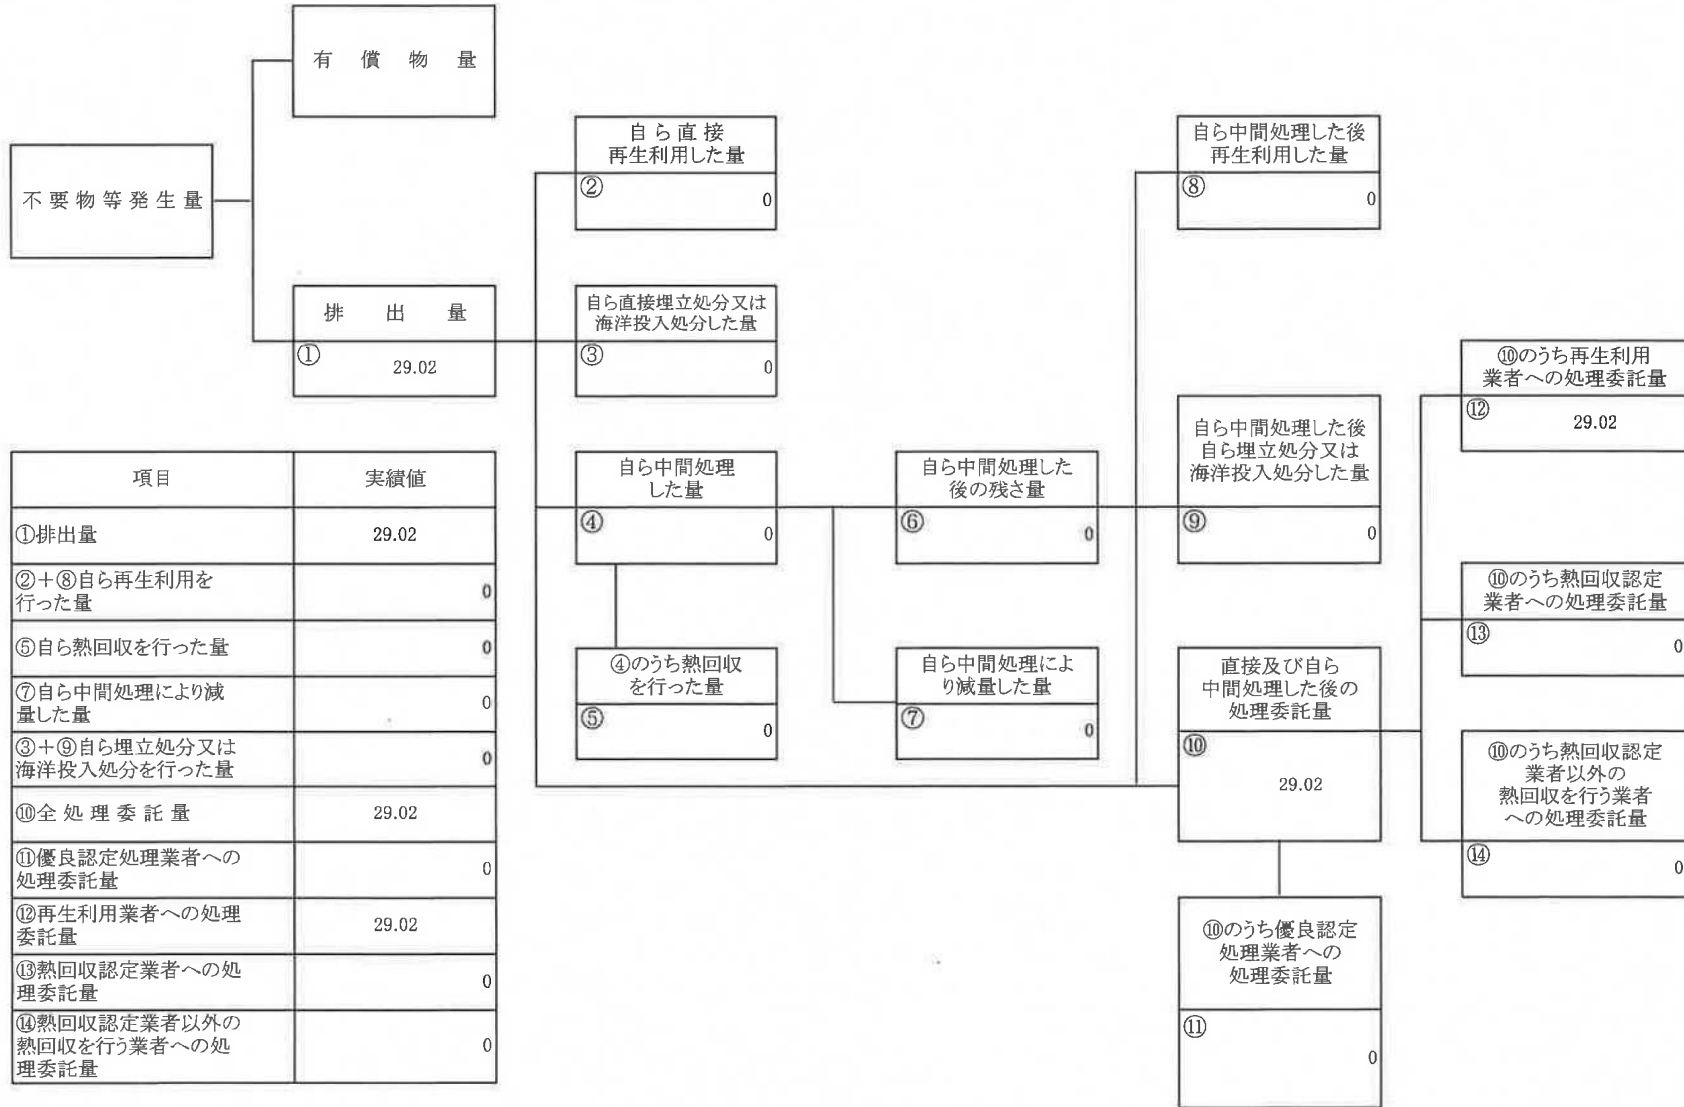 有償物量
不要物等発生量
排出量
①
29.02
自ら直接
再生利用した量
②
0
自ら直接埋立処分又は
海洋投入処分した量
③
0
自ら中間処理
した量
④
0
④のうち熱回収
を行った量
⑤
0
自ら中間処理した
後の残さ量
⑥
0
自ら中間処理によ
り減量した量
⑦
0
自ら中間処理した後
再生利用した量
⑧
0
自ら中間処理した後
自ら埋立処分又は
海洋投入処分した量
⑨
0
直接及び自ら
中間処理した後の
処理委託量
⑩
29.02
⑩のうち優良認定
処理業者への
処理委託量
⑪
0
⑩のうち再生利用
業者への処理委託量
⑫
29.02
⑩のうち熱回収認定
業者への処理委託量
⑬
0
⑩のうち熱回収認定
業者以外の
熱回収を行う業者
への処理委託量
⑭
0
項目 実績値
①排出量 29.02
②＋⑧自ら再生利用を
行った量 0
⑤自ら熱回収を行った量 0
⑦自ら中間処理により減
量した量 0
③＋⑨自ら埋立処分又は
海洋投入処分を行った量 0
⑩全処理委託量 29.02
⑪優良認定処理業者への
処理委託量 0
⑫再生利用業者への処理
委託量 29.02
⑬熱回収認定業者への処
理委託量 0
⑭熱回収認定業者以外の
熱回収を行う業者への処
理委託量 0